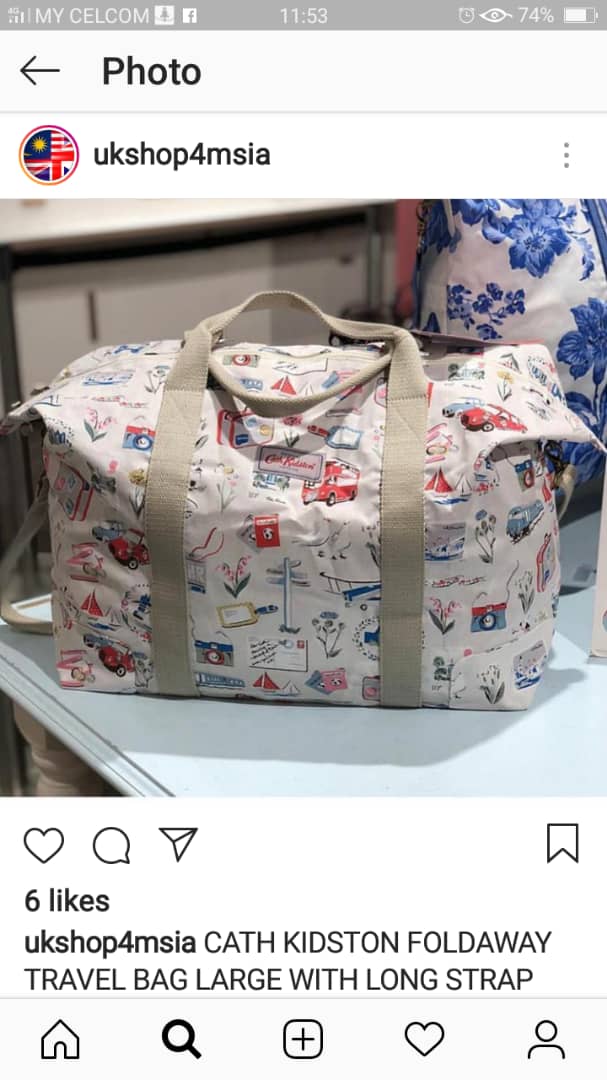 4G MY CELCOM f 11:53 74%
Photo
ukshop4msia
Cath Kidston
6 likes
ukshop4msia CATH KIDSTON FOLDAWAY
TRAVEL BAG LARGE WITH LONG STRAP